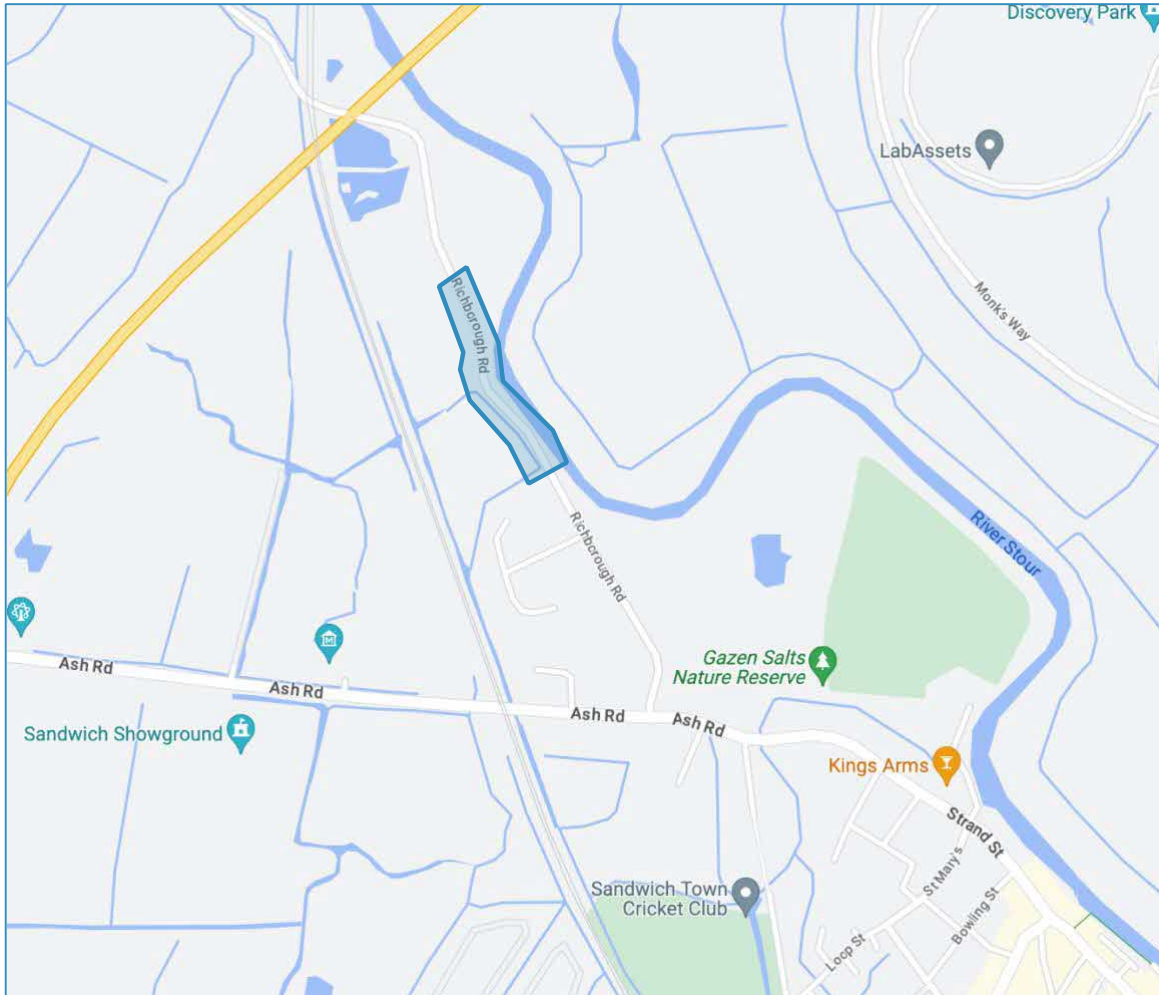 Discovery Park
LabAssets
Monk's Way
Richborough Rd
Richborough Rd
River Stour
Gazen Salts
Nature Reserve
Ash Rd
Ash Rd
Ash Rd
Ash Rd
Sandwich Showground
Kings Arms
Strand St
St Mary's
Bowling St
Loop St
Sandwich Town
Cricket Club
M